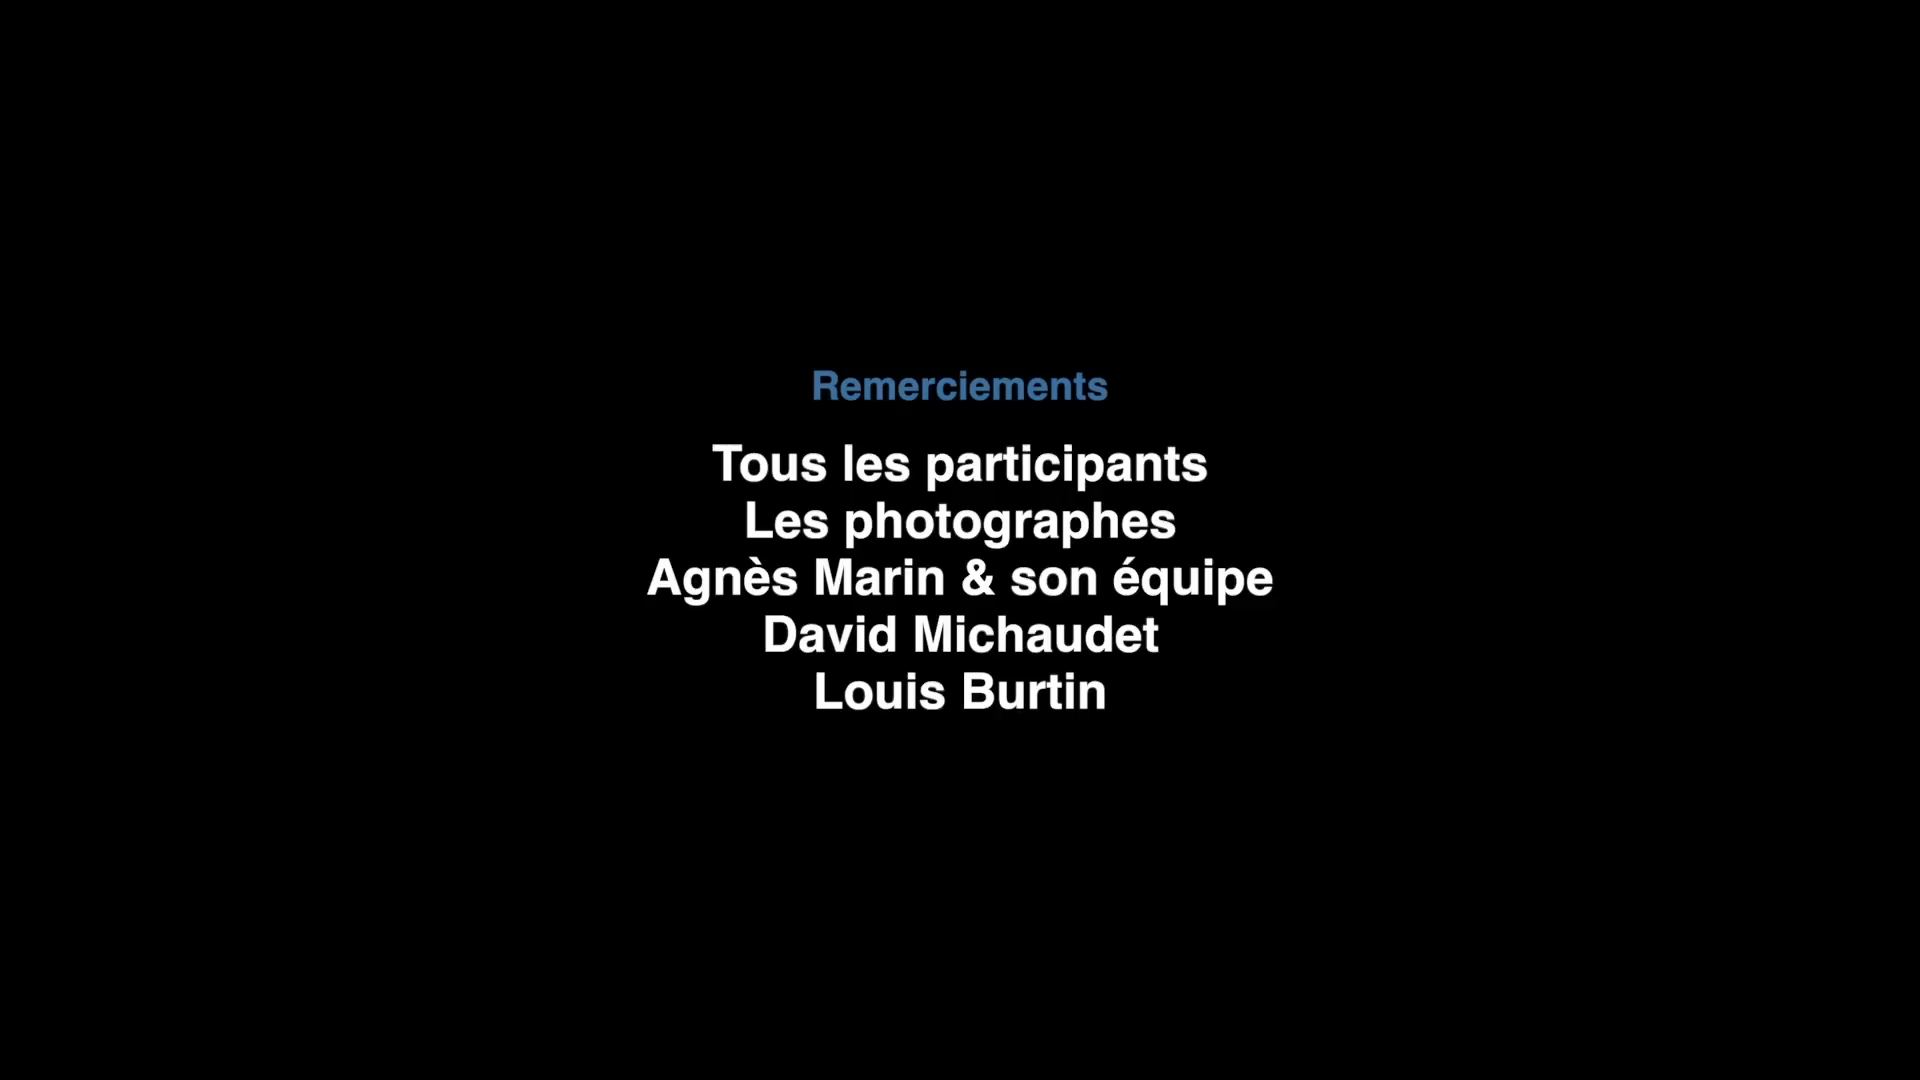 Remerciements
Tous les participants
Les photographes
Agnès Marin & son équipe
David Michaudet
Louis Burtin